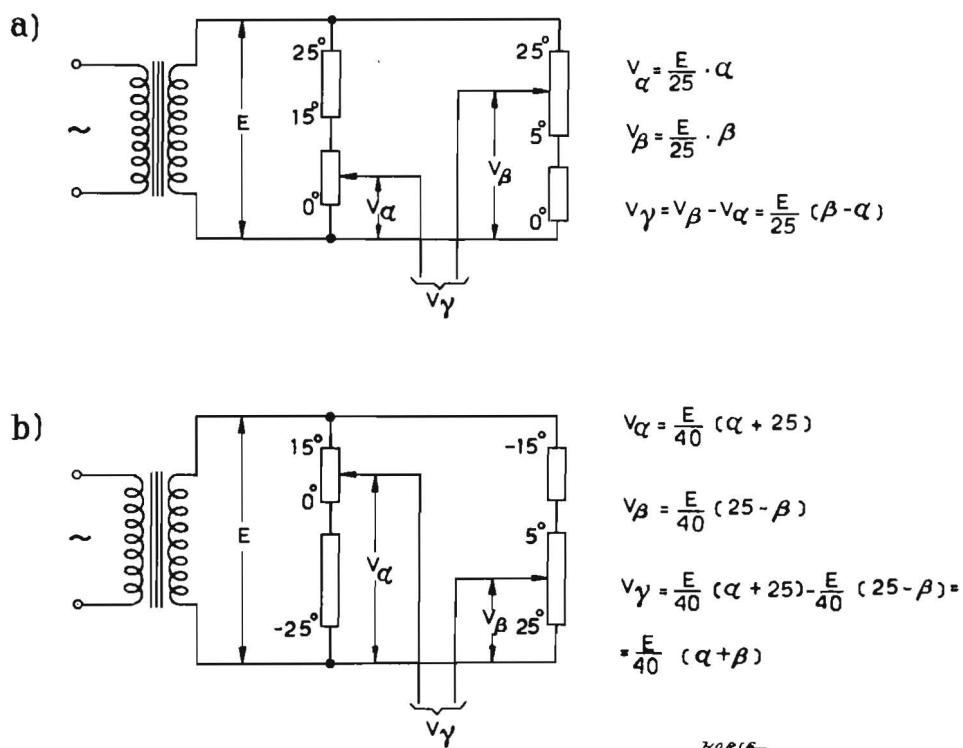 a)
~
E
25°
15°
0°
Vα
25°
5°
0°
Vβ
Vγ
Vα = E/25 · α
Vβ = E/25 · β
Vγ = Vβ - Vα = E/25 (β - α)
b)
~
E
15°
0°
-25°
Vα
-15°
5°
25°
Vβ
Vγ
Vα = E/40 (α + 25)
Vβ = E/40 (25 - β)
Vγ = E/40 (α + 25) - E/40 (25 - β) =
= E/40 (α + β)